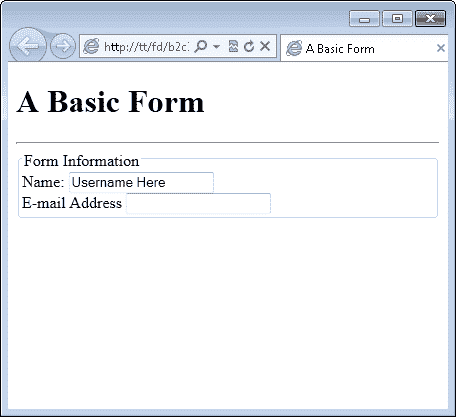 http://tt/fd/b2c
A Basic Form
A Basic Form
Form Information
Name: Username Here
E-mail Address